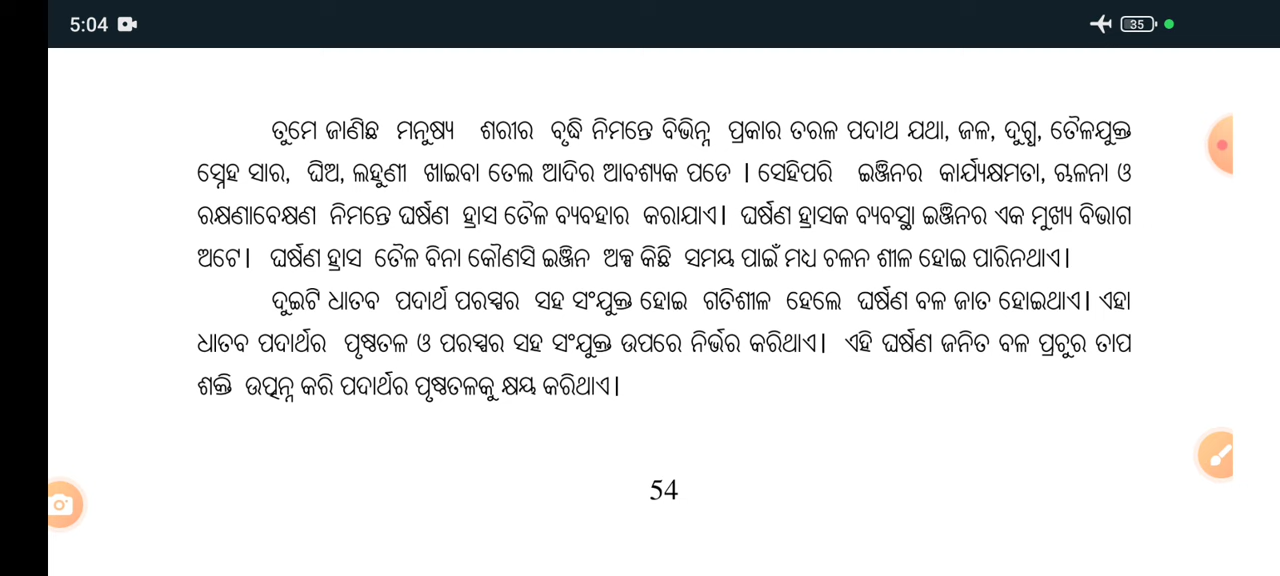 5:04
35
ତୁମେ ଜାଣିଛ ମନୁଷ୍ୟ ଶରୀର ବୃଦ୍ଧି ନିମନ୍ତେ ବିଭିନ୍ନ ପ୍ରକାର ତରଳ ପଦାଥ ଯଥା, ଜଳ, ଦୁଗ୍ଧ, ତୈଳଯୁକ୍ତ
ସ୍ନେହ ସାର, ଘିଅ, ଲହୁଣୀ ଖାଇବା ତେଲ ଆଦିର ଆବଶ୍ୟକ ପଡେ । ସେହିପରି ଇଞ୍ଜିନର କାର୍ଯ୍ୟକ୍ଷମତା, ଚ୍ଚଳନା ଓ
ରକ୍ଷଣାବେକ୍ଷଣ ନିମନ୍ତେ ଘର୍ଷଣ ହ୍ରାସ ତୈଳ ବ୍ୟବହାର କରାଯାଏ। ଘର୍ଷଣ ହ୍ରାସକ ବ୍ୟବସ୍ଥା ଇଞ୍ଜିନର ଏକ ମୁଖ୍ୟ ବିଭାଗ
ଅଟେ। ଘର୍ଷଣ ହ୍ରାସ ତୈଳ ବିନା କୌଣସି ଇଞ୍ଜିନ ଅଳ୍ପ କିଛି ସମୟ ପାଇଁ ମଧ୍ୟ ଚଳନ ଶୀଳ ହୋଇ ପାରିନଥାଏ।
ଦୁଇଟି ଧାତବ ପଦାର୍ଥ ପରସ୍ପର ସହ ସଂଯୁକ୍ତ ହୋଇ ଗତିଶୀଳ ହେଲେ ଘର୍ଷଣ ବଳ ଜାତ ହୋଇଥାଏ। ଏହା
ଧାତବ ପଦାର୍ଥର ପୃଷ୍ଠତଳ ଓ ପରସ୍ପର ସହ ସଂଯୁକ୍ତ ଉପରେ ନିର୍ଭର କରିଥାଏ। ଏହି ଘର୍ଷଣ ଜନିତ ବଳ ପ୍ରଚୁର ତାପ
ଶକ୍ତି ଉତ୍ପନ୍ନ କରି ପଦାର୍ଥର ପୃଷ୍ଠତଳକୁ କ୍ଷୟ କରିଥାଏ।
54